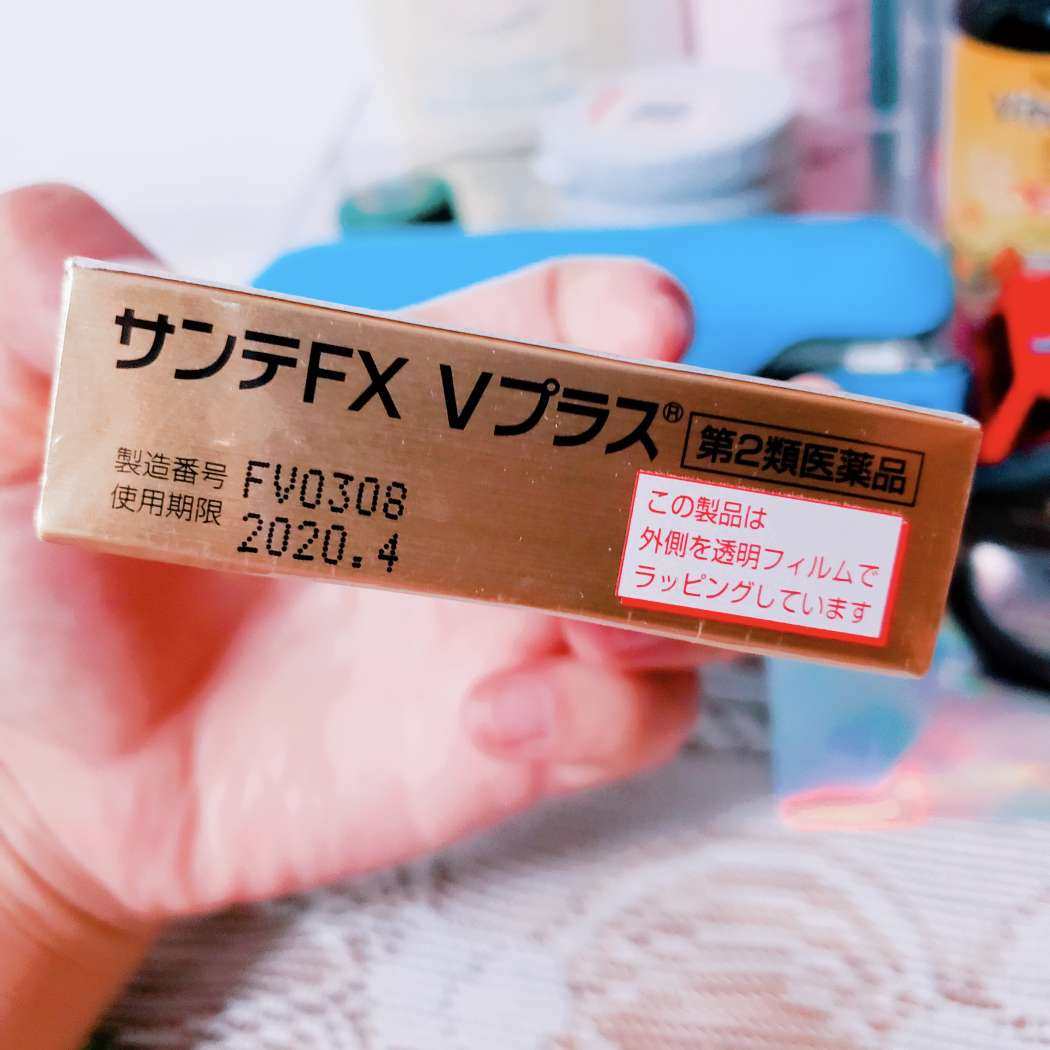 サンテFX Vプラス® 第2類医薬品
製造番号 FV0308
使用期限 2020.4
この製品は
外側を透明フィルムで
ラッピングしています